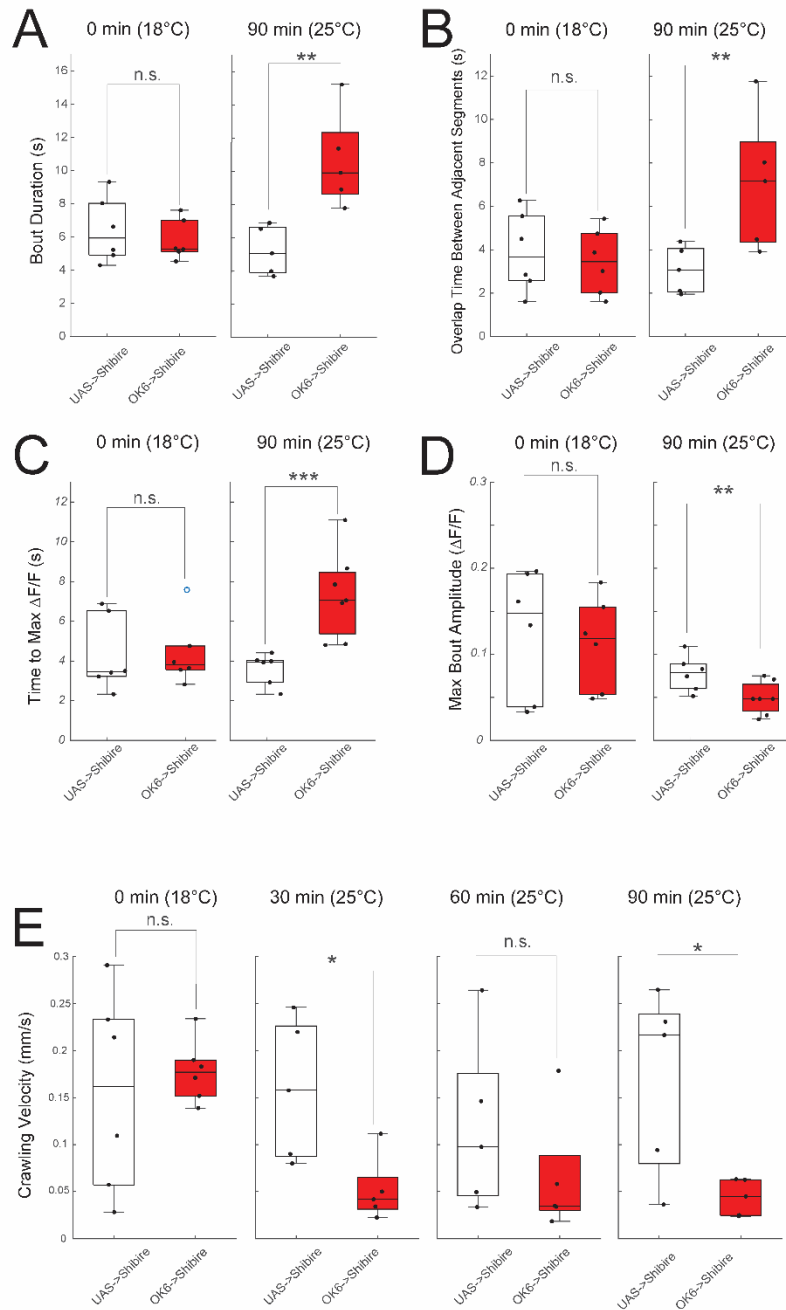 A
0 min (18°C)
90 min (25°C)
n.s.
**
Bout Duration (s)
16
14
12
10
8
6
4
2
0
UAS->Shibire
OK6->Shibire
UAS->Shibire
OK6->Shibire
B
0 min (18°C)
90 min (25°C)
n.s.
**
Overlap Time Between Adjacent Segments (s)
12
10
8
6
4
2
0
UAS->Shibire
OK6->Shibire
UAS->Shibire
OK6->Shibire
C
0 min (18°C)
90 min (25°C)
n.s.
***
Time to Max ΔF/F (s)
12
10
8
6
4
2
0
UAS->Shibire
OK6->Shibire
UAS->Shibire
OK6->Shibire
D
0 min (18°C)
90 min (25°C)
n.s.
**
Max Bout Amplitude (ΔF/F)
0.3
0.2
0.1
0
UAS->Shibire
OK6->Shibire
UAS->Shibire
OK6->Shibire
E
0 min (18°C)
30 min (25°C)
60 min (25°C)
90 min (25°C)
n.s.
*
n.s.
*
Crawling Velocity (mm/s)
0.3
0.25
0.2
0.15
0.1
0.05
0
UAS->Shibire
OK6->Shibire
UAS->Shibire
OK6->Shibire
UAS->Shibire
OK6->Shibire
UAS->Shibire
OK6->Shibire